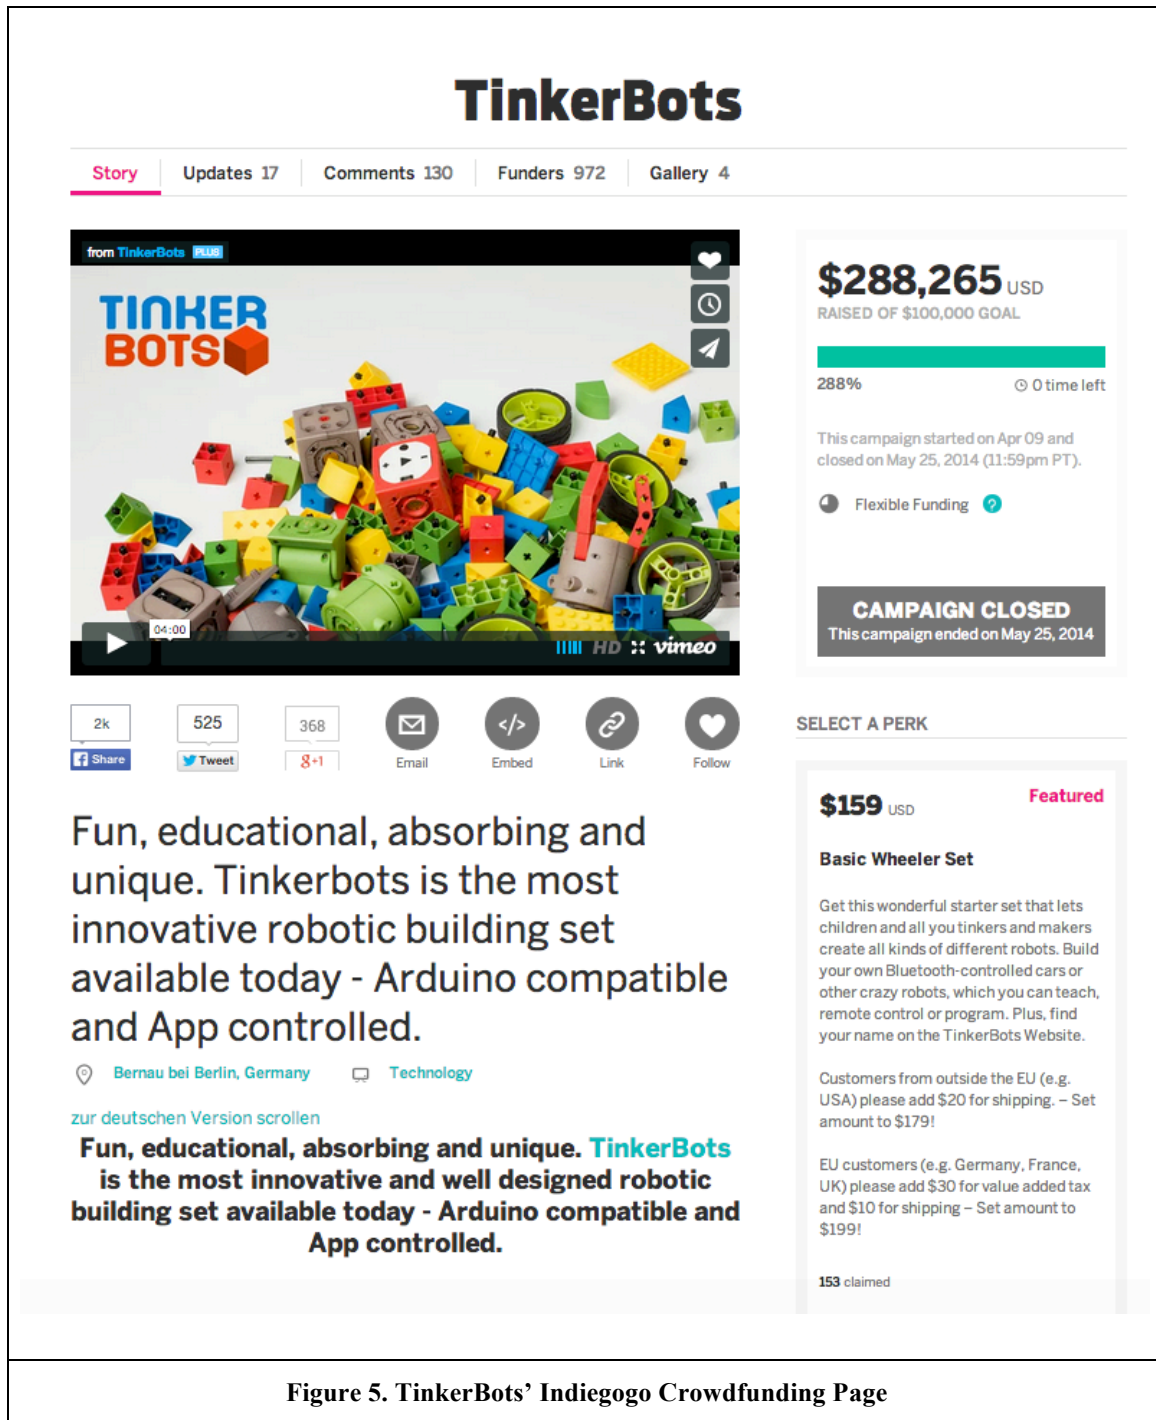 TinkerBots
Story Updates 17 Comments 130 Funders 972 Gallery 4
from TinkerBots PLUS
TINKER
BOTS
04:00
HD vimeo
2k
Share
525
Tweet
368
g+1
Email
Embed
Link
Follow
Fun, educational, absorbing and
unique. Tinkerbots is the most
innovative robotic building set
available today - Arduino compatible
and App controlled.
Bernau bei Berlin, Germany Technology
zur deutschen Version scrollen
Fun, educational, absorbing and unique. TinkerBots
is the most innovative and well designed robotic
building set available today - Arduino compatible and
App controlled.
$288,265 USD
RAISED OF $100,000 GOAL
288% 0 time left
This campaign started on Apr 09 and
closed on May 25, 2014 (11:59pm PT).
Flexible Funding ?
CAMPAIGN CLOSED
This campaign ended on May 25, 2014
SELECT A PERK
$159 USD Featured
Basic Wheeler Set
Get this wonderful starter set that lets
children and all you tinkers and makers
create all kinds of different robots. Build
your own Bluetooth-controlled cars or
other crazy robots, which you can teach,
remote control or program. Plus, find
your name on the TinkerBots Website.
Customers from outside the EU (e.g.
USA) please add $20 for shipping. – Set
amount to $179!
EU customers (e.g. Germany, France,
UK) please add $30 for value added tax
and $10 for shipping – Set amount to
$199!
153 claimed
Figure 5. TinkerBots’ Indiegogo Crowdfunding Page